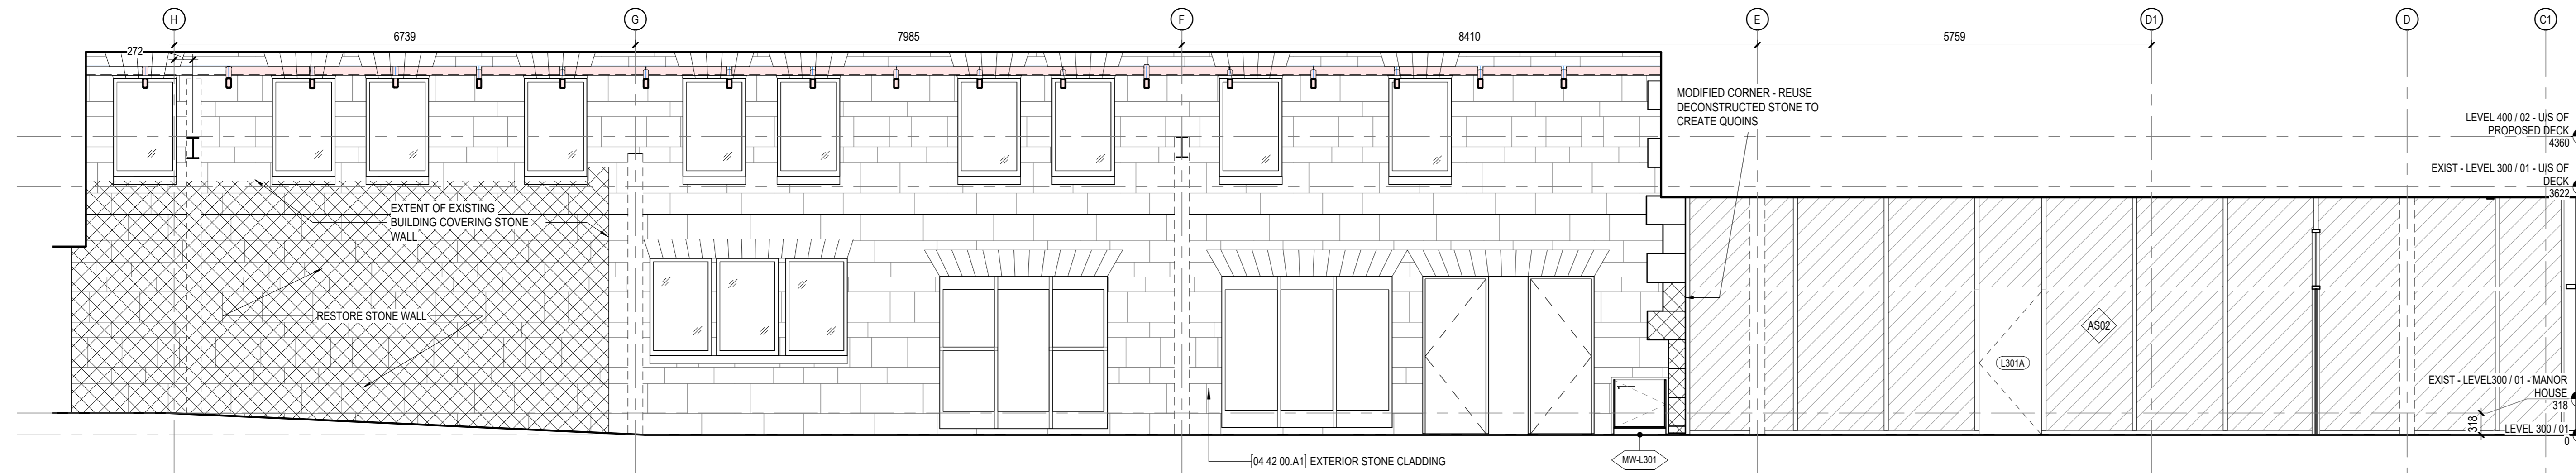 H
G
F
E
D1
D
C1
6739
7985
8410
5759
272
MODIFIED CORNER - REUSE
DECONSTRUCTED STONE TO
CREATE QUOINS
LEVEL 400 / 02 - U/S OF
PROPOSED DECK
4360
EXIST - LEVEL 300 / 01 - U/S OF
DECK
3622
EXTENT OF EXISTING
BUILDING COVERING STONE
WALL
RESTORE STONE WALL
AS02
L301A
EXIST - LEVEL300 / 01 - MANOR
HOUSE
318
318
LEVEL 300 / 01
0
04 42 00.A1 EXTERIOR STONE CLADDING
MW-L301